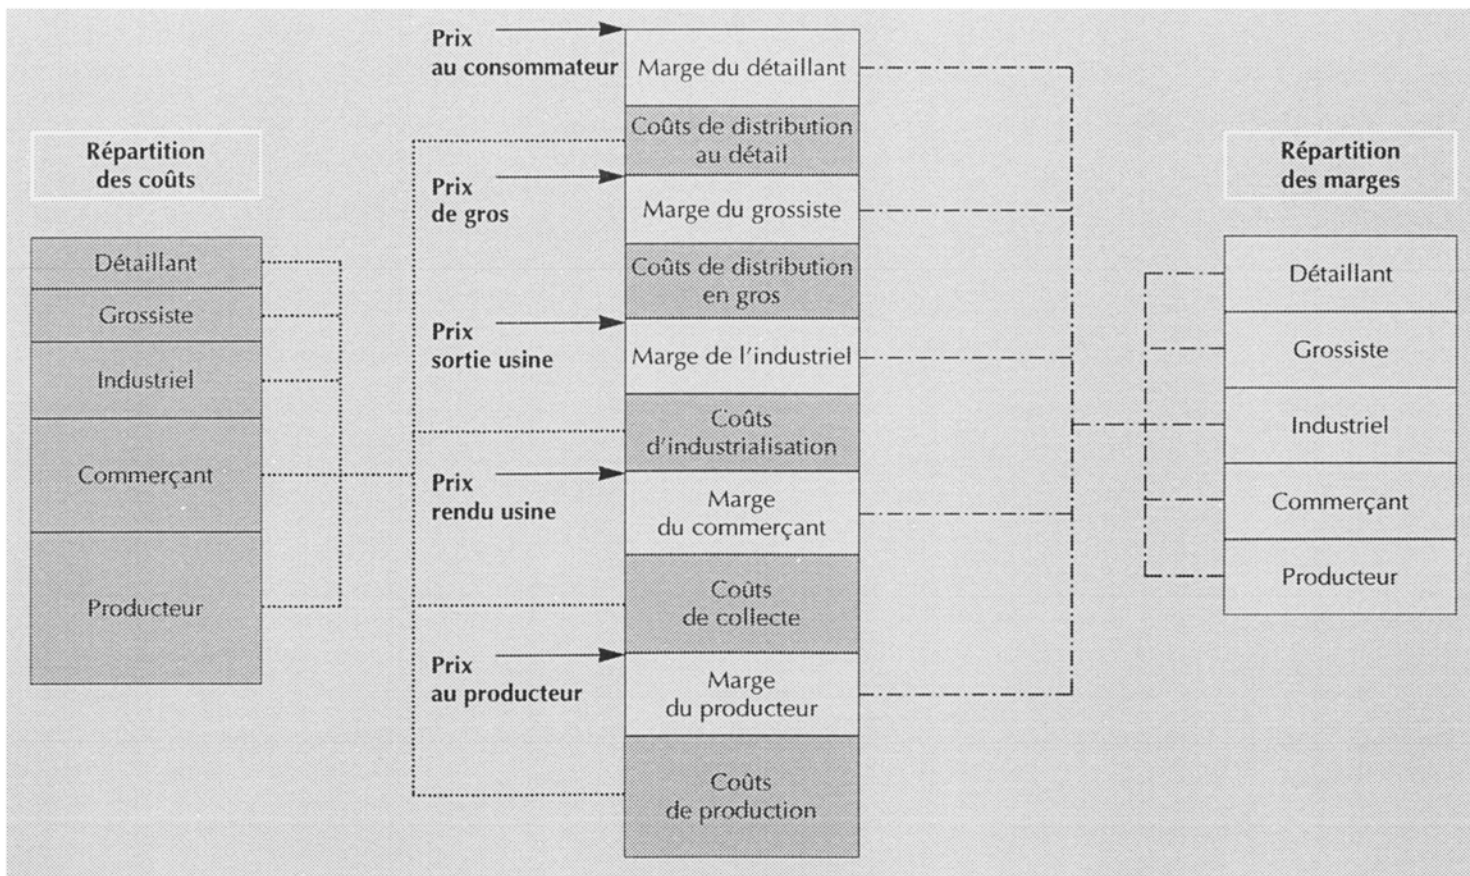 Répartition
des coûts
Détaillant
Grossiste
Industriel
Commerçant
Producteur
Prix
au consommateur
Prix
de gros
Prix
sortie usine
Prix
rendu usine
Prix
au producteur
Marge du détaillant
Coûts de distribution
au détail
Marge du grossiste
Coûts de distribution
en gros
Marge de l'industriel
Coûts
d'industrialisation
Marge
du commerçant
Coûts
de collecte
Marge
du producteur
Coûts
de production
Répartition
des marges
Détaillant
Grossiste
Industriel
Commerçant
Producteur